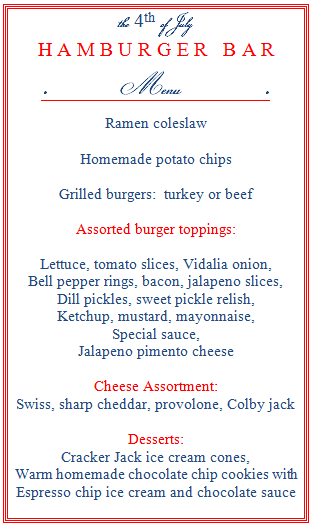 the 4th of July
HAMBURGER BAR
. Menu .
Ramen coleslaw
Homemade potato chips
Grilled burgers: turkey or beef
Assorted burger toppings:
Lettuce, tomato slices, Vidalia onion,
Bell pepper rings, bacon, jalapeno slices,
Dill pickles, sweet pickle relish,
Ketchup, mustard, mayonnaise,
Special sauce,
Jalapeno pimento cheese
Cheese Assortment:
Swiss, sharp cheddar, provolone, Colby jack
Desserts:
Cracker Jack ice cream cones,
Warm homemade chocolate chip cookies with
Espresso chip ice cream and chocolate sauce